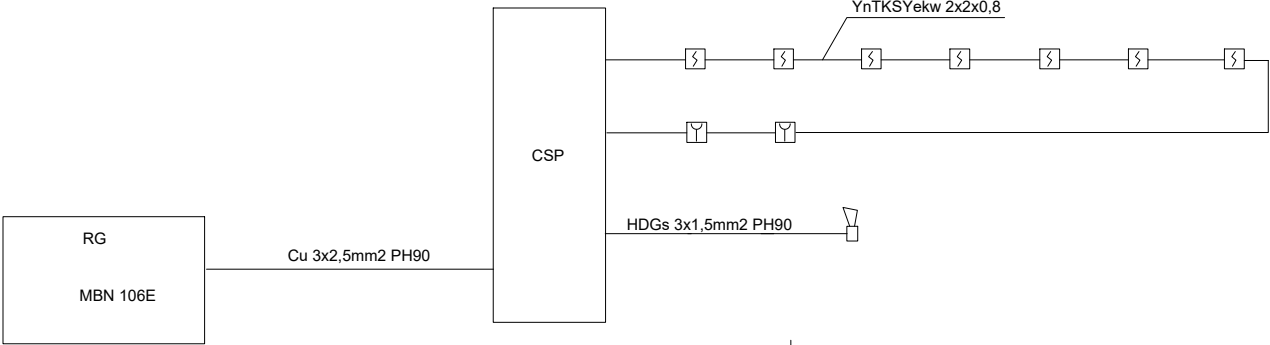 YnTKSYekw 2x2x0,8
CSP
HDGs 3x1,5mm2 PH90
RG
Cu 3x2,5mm2 PH90
MBN 106E